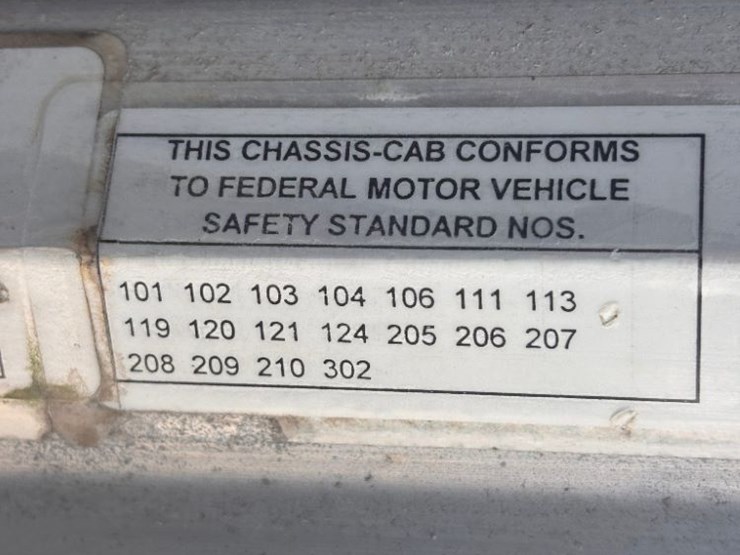 THIS CHASSIS-CAB CONFORMS
TO FEDERAL MOTOR VEHICLE
SAFETY STANDARD NOS.
101 102 103 104 106 111 113
119 120 121 124 205 206 207
208 209 210 302